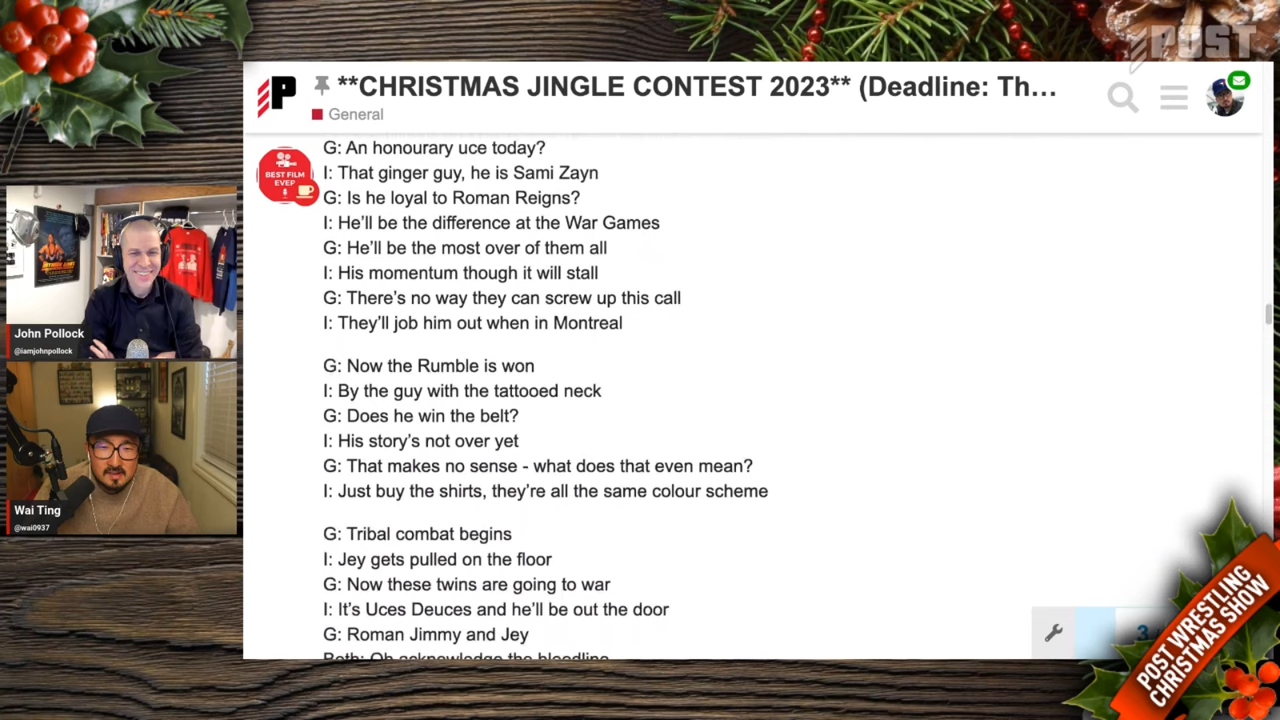 POST
P
**CHRISTMAS JINGLE CONTEST 2023** (Deadline: Th…
General
BEST FILM
EVER
G: An honourary uce today?
I: That ginger guy, he is Sami Zayn
G: Is he loyal to Roman Reigns?
I: He’ll be the difference at the War Games
G: He’ll be the most over of them all
I: His momentum though it will stall
G: There’s no way they can screw up this call
I: They’ll job him out when in Montreal
G: Now the Rumble is won
I: By the guy with the tattooed neck
G: Does he win the belt?
I: His story’s not over yet
G: That makes no sense - what does that even mean?
I: Just buy the shirts, they’re all the same colour scheme
G: Tribal combat begins
I: Jey gets pulled on the floor
G: Now these twins are going to war
I: It’s Uces Deuces and he’ll be out the door
G: Roman Jimmy and Jey
Both: Oh acknowledge the bloodline
John Pollock
@iamjohnpollock
Wai Ting
@wai0937
3
POST WRESTLING
CHRISTMAS SHOW